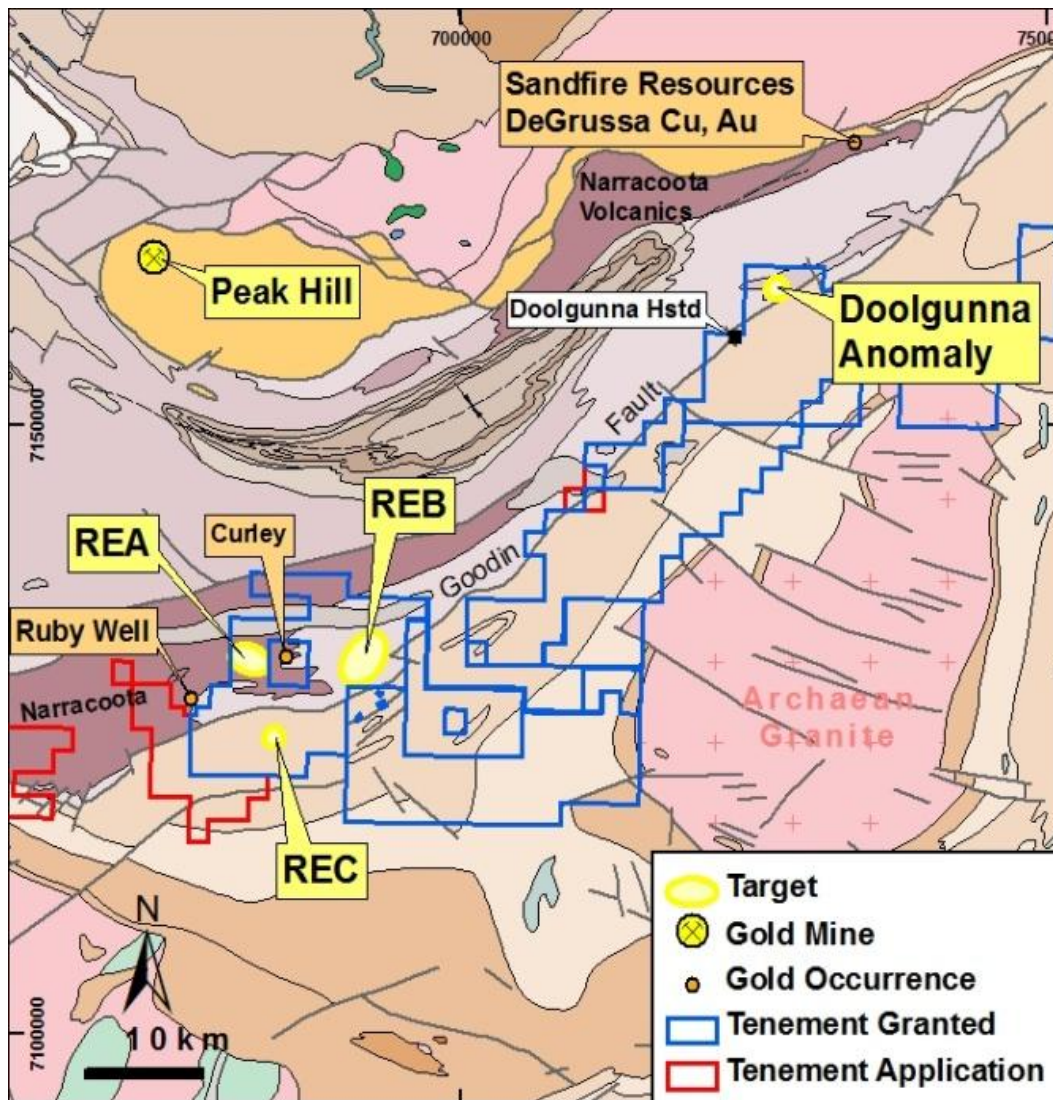 700000
7500
Sandfire Resources
DeGrussa Cu, Au
Narracoota
Volcanics
Peak Hill
Doolgunna Hstd
Doolgunna
Anomaly
7150000
Fault
REB
REA
Curley
Goodin
Ruby Well
Narracoota
Archaean
Granite
REC
N
10 km
7100000
Target
Gold Mine
Gold Occurrence
Tenement Granted
Tenement Application